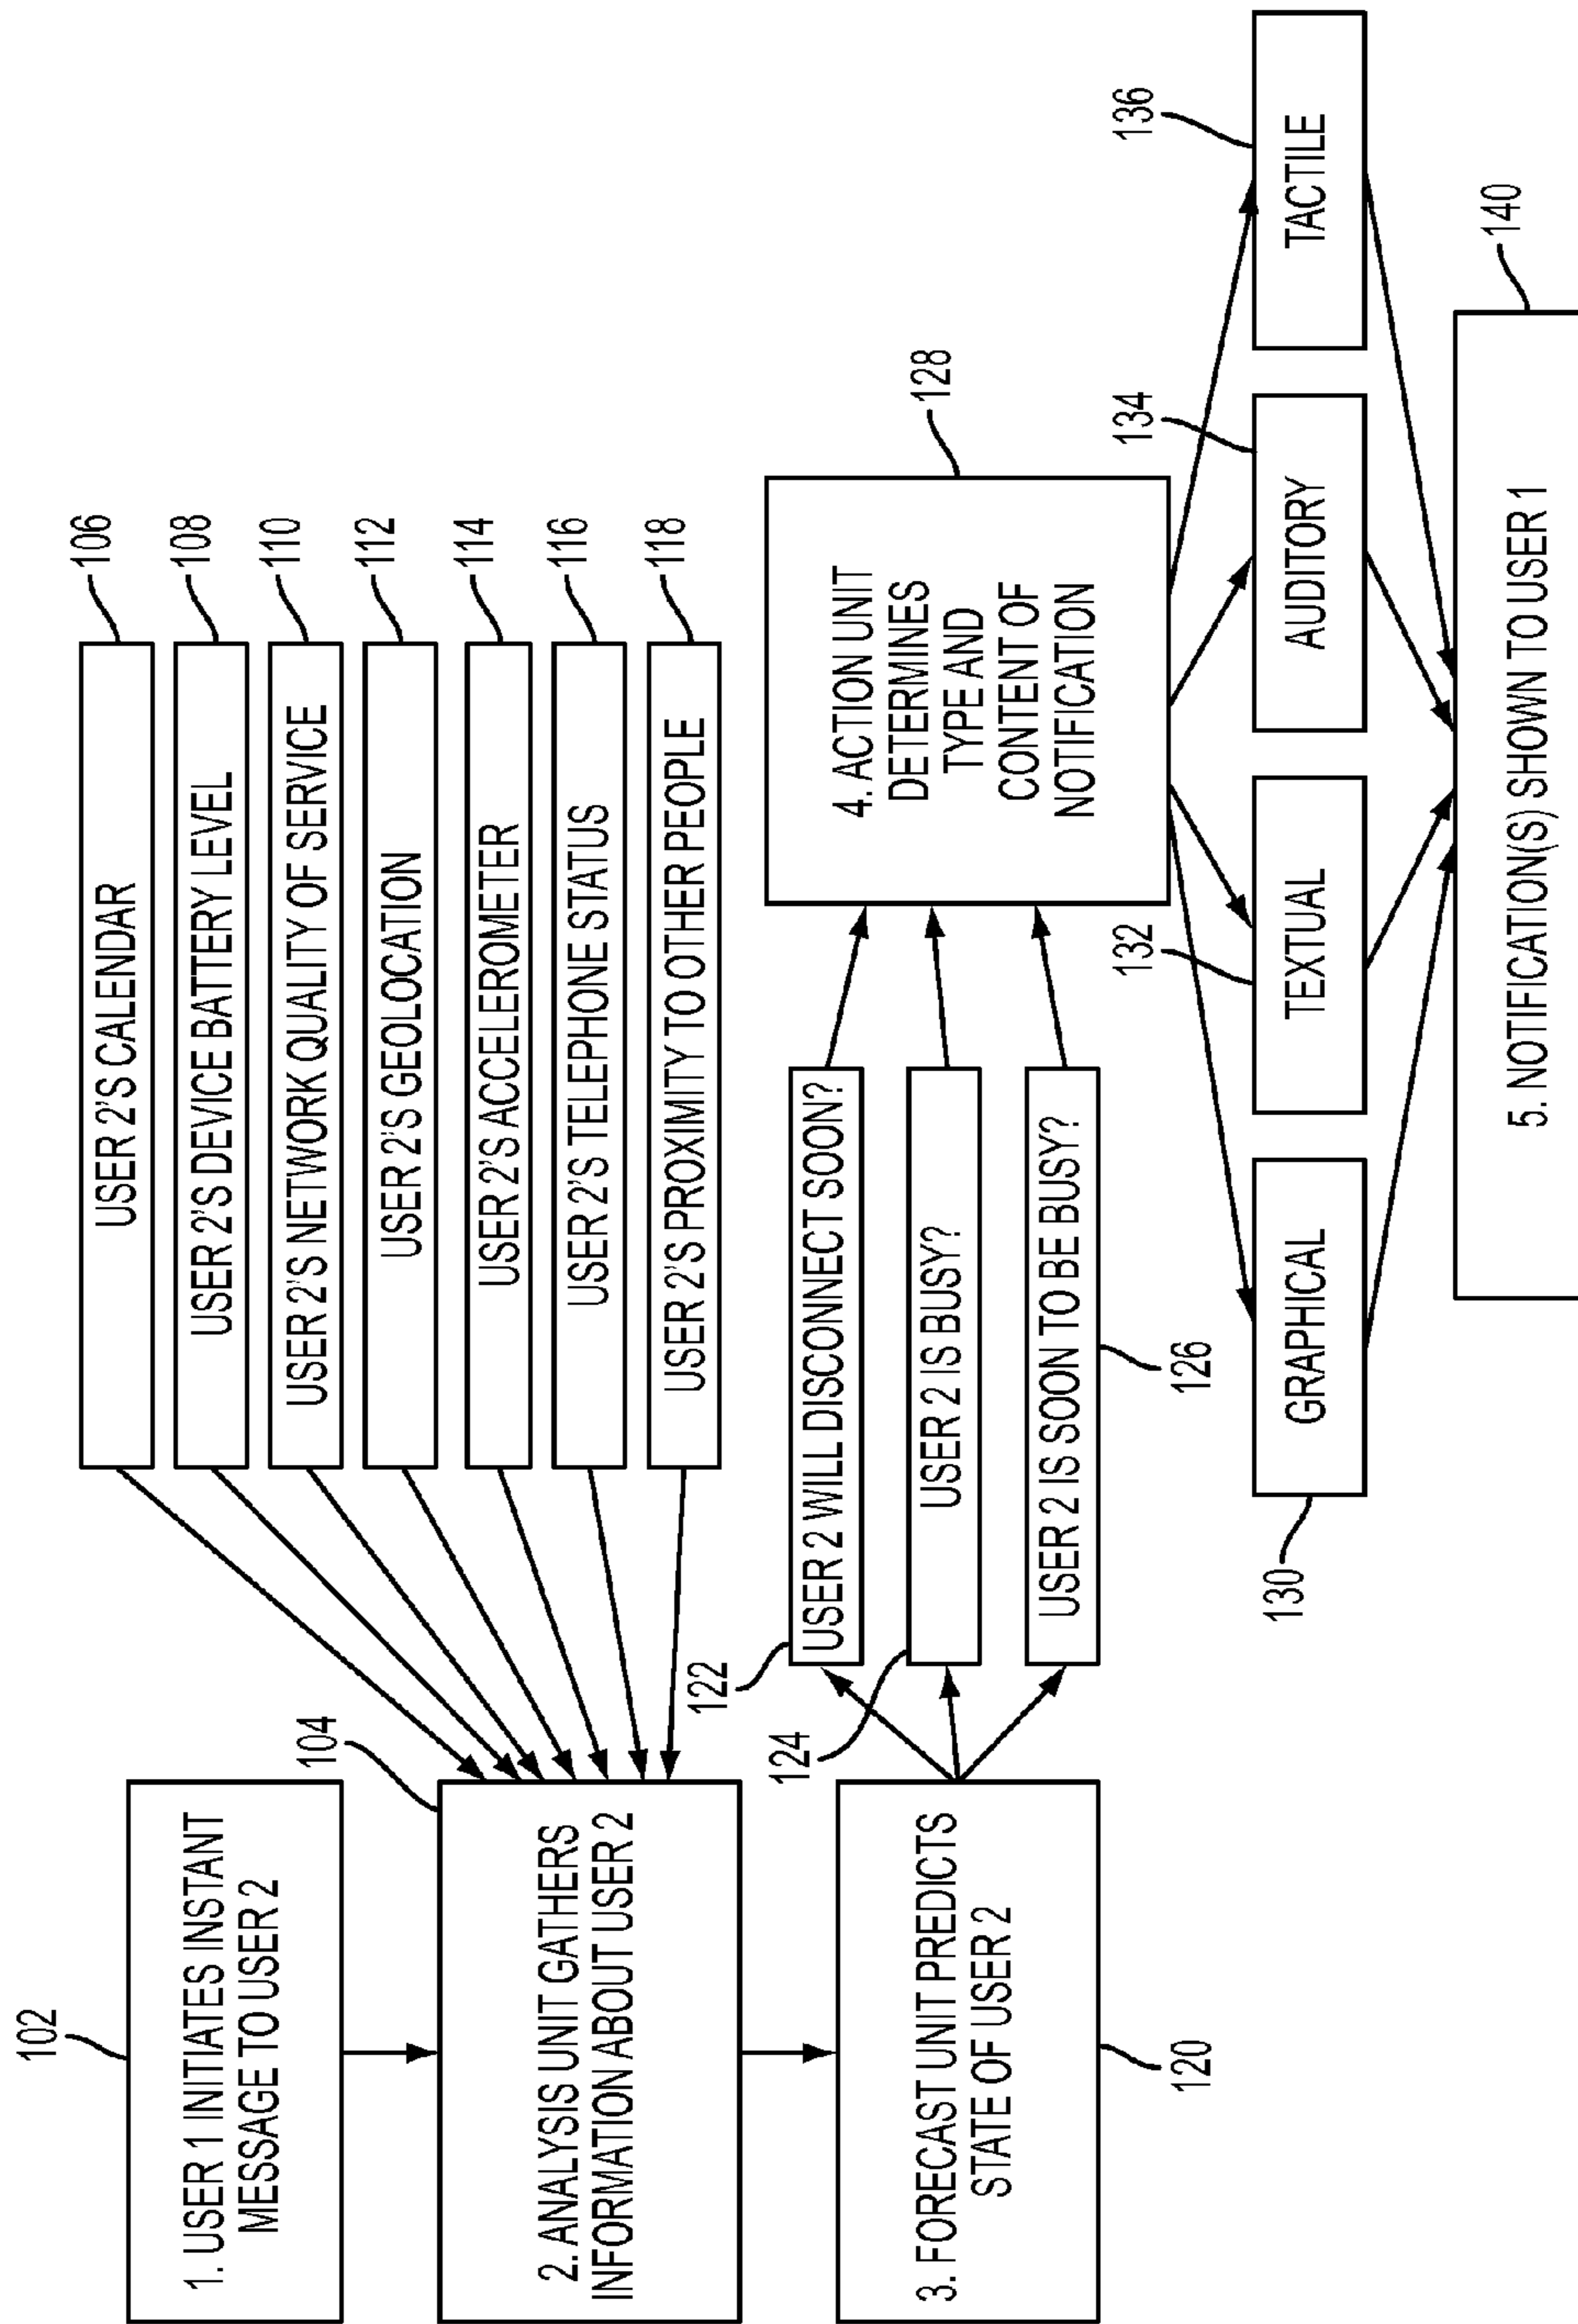 102
1. USER 1 INITIATES INSTANT
MESSAGE TO USER 2
104
2. ANALYSIS UNIT GATHERS
INFORMATION ABOUT USER 2
USER 2'S CALENDAR
106
USER 2'S DEVICE BATTERY LEVEL
108
USER 2'S NETWORK QUALITY OF SERVICE
110
USER 2'S GEOLOCATION
112
USER 2'S ACCELEROMETER
114
USER 2'S TELEPHONE STATUS
116
USER 2'S PROXIMITY TO OTHER PEOPLE
118
3. FORECAST UNIT PREDICTS
STATE OF USER 2
120
122
USER 2 WILL DISCONNECT SOON?
124
USER 2 IS BUSY?
USER 2 IS SOON TO BE BUSY?
126
4. ACTION UNIT
DETERMINES
TYPE AND
CONTENT OF
NOTIFICATION
128
130
GRAPHICAL
132
TEXTUAL
134
AUDITORY
136
TACTILE
5. NOTIFICATION(S) SHOWN TO USER 1
140